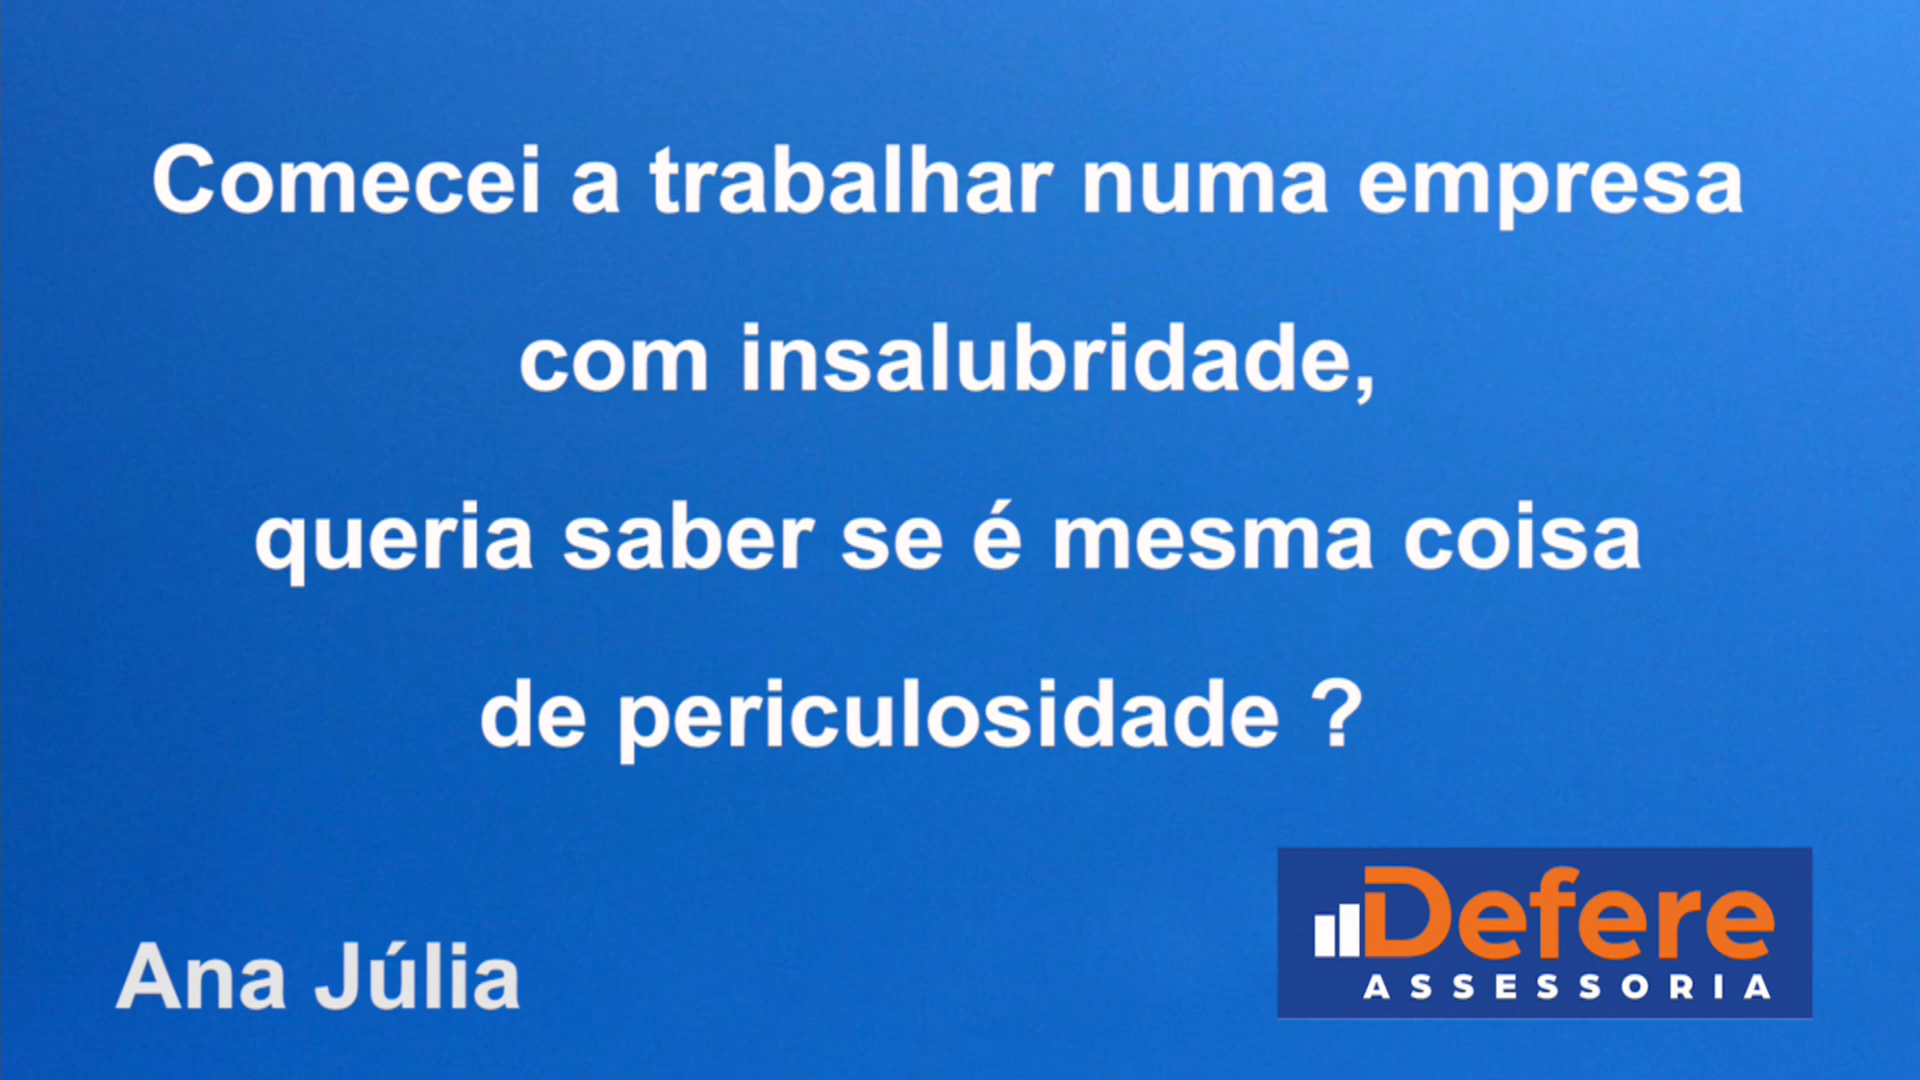 Comecei a trabalhar numa empresa
com insalubridade,
queria saber se é mesma coisa
de periculosidade ?
Ana Júlia
Defere
ASSESSORIA